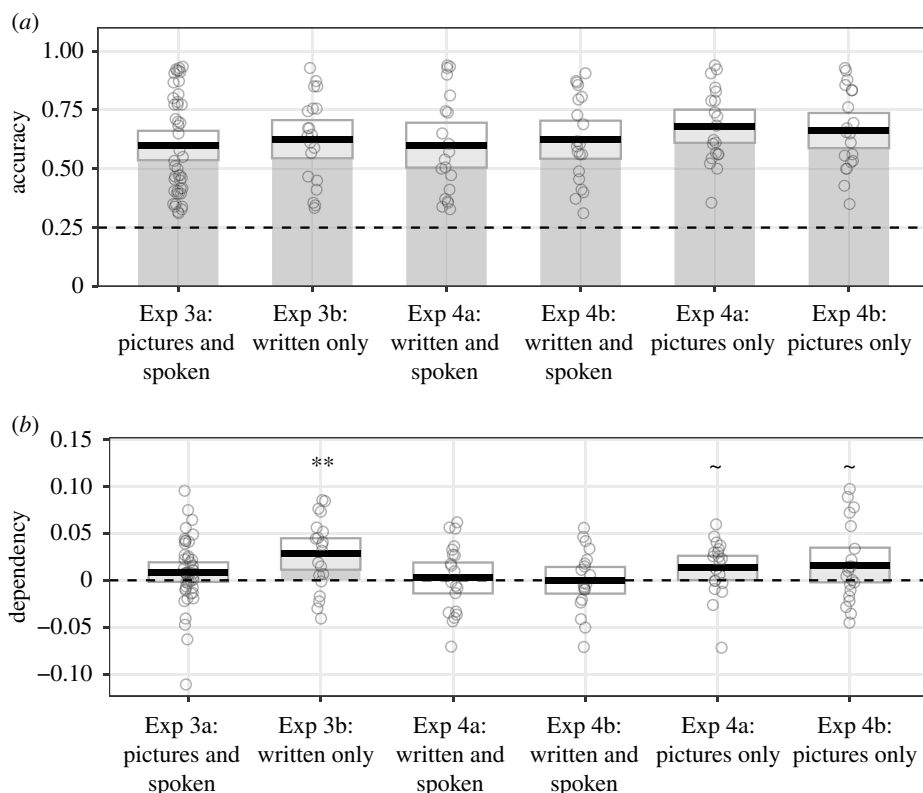 (a)
1.00
0.75
0.50
0.25
0
accuracy
Exp 3a: Exp 3b: Exp 4a: Exp 4b: Exp 4a: Exp 4b:
pictures and written only written and written and pictures only pictures only
spoken spoken spoken
(b)
0.15
** ~ ~
0.10
0.05
0
−0.05
−0.10
dependency
Exp 3a: Exp 3b: Exp 4a: Exp 4b: Exp 4a: Exp 4b:
pictures and written only written and written and pictures only pictures only
spoken spoken spoken